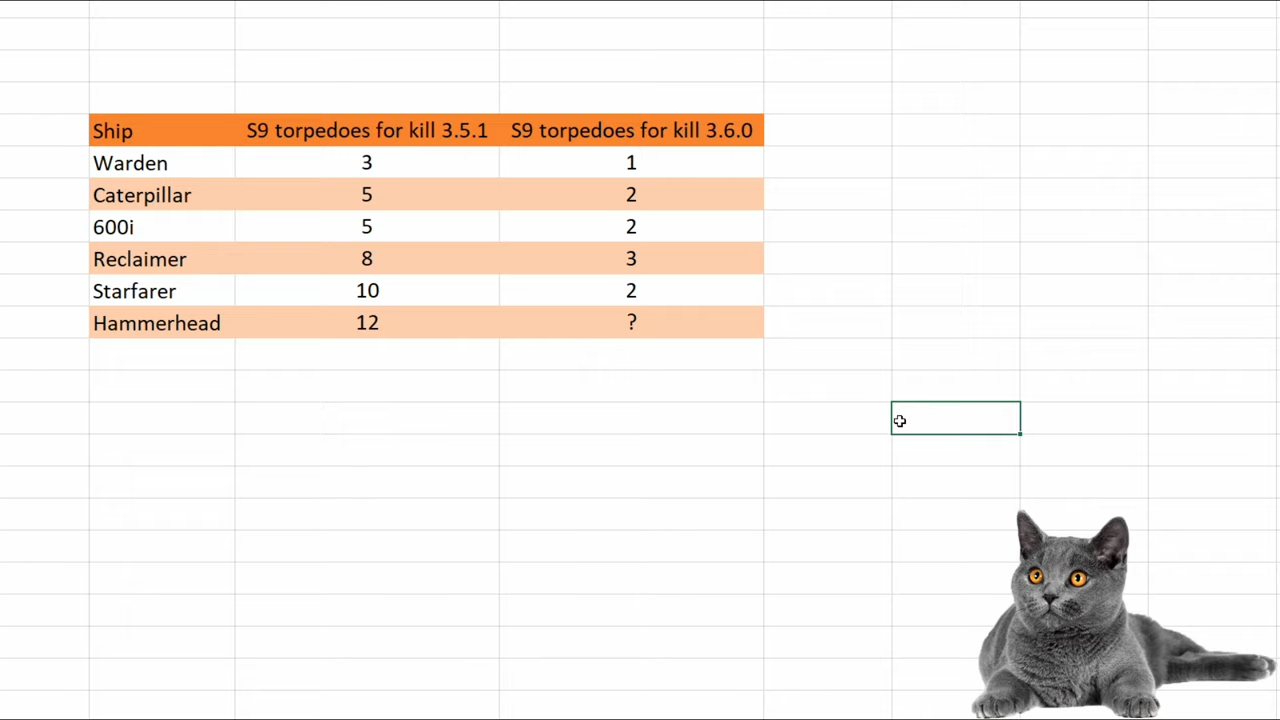 Ship S9 torpedoes for kill 3.5.1 S9 torpedoes for kill 3.6.0
Warden 3 1
Caterpillar 5 2
600i 5 2
Reclaimer 8 3
Starfarer 10 2
Hammerhead 12 ?